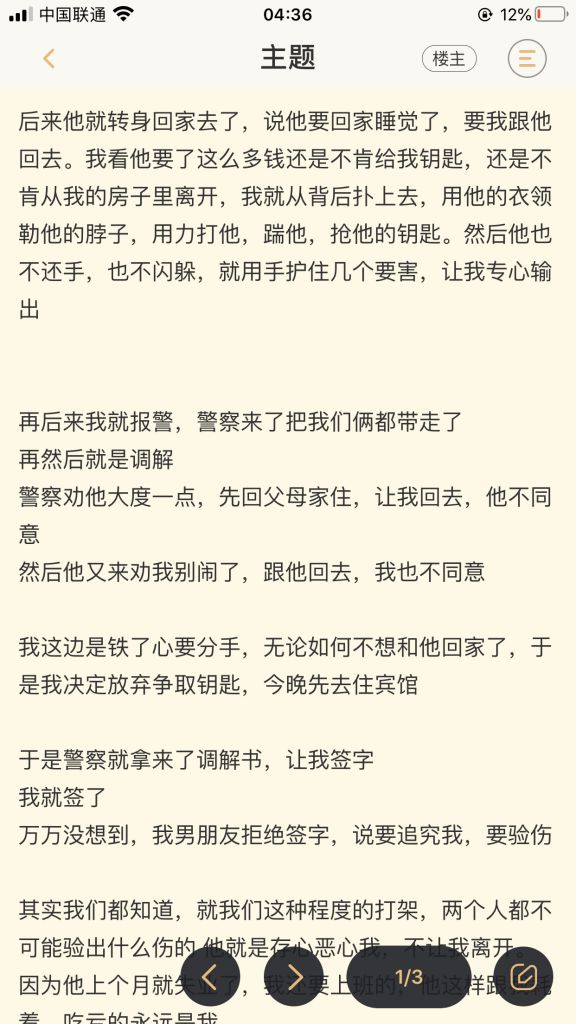 中国联通
04:36
12%
主题
楼主
后来他就转身回家去了，说他要回家睡觉了，要我跟他
回去。我看他要了这么多钱还是不肯给我钥匙，还是不
肯从我的房子里离开，我就从背后扑上去，用他的衣领
勒他的脖子，用力打他，踹他，抢他的钥匙。然后他也
不还手，也不闪躲，就用手护住几个要害，让我专心输
出
再后来我就报警，警察来了把我们俩都带走了
再然后就是调解
警察劝他大度一点，先回父母家住，让我回去，他不同
意
然后他又来劝我别闹了，跟他回去，我也不同意
我这边是铁了心要分手，无论如何不想和他回家了，于
是我决定放弃争取钥匙，今晚先去住宾馆
于是警察就拿来了调解书，让我签字
我就签了
万万没想到，我男朋友拒绝签字，说要追究我，要验伤
其实我们都知道，就我们这种程度的打架，两个人都不
可能验出什么伤的 他就是存心恶心我，不让我离开。
因为他上个月就失业了，我还要上班的，他这样跟我耗
着，吃亏的永远是我
1/3